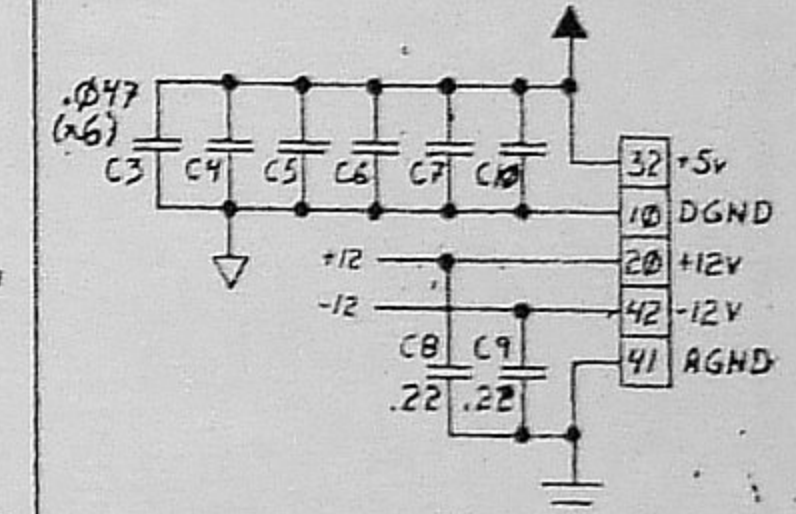 .Ø47
(x6)
C3 C4 C5 C6 C7 C1Ø
32 +5v
1Ø DGND
+12 2Ø +12v
-12 42 -12V
C8 C9
41 AGND
.22 .22